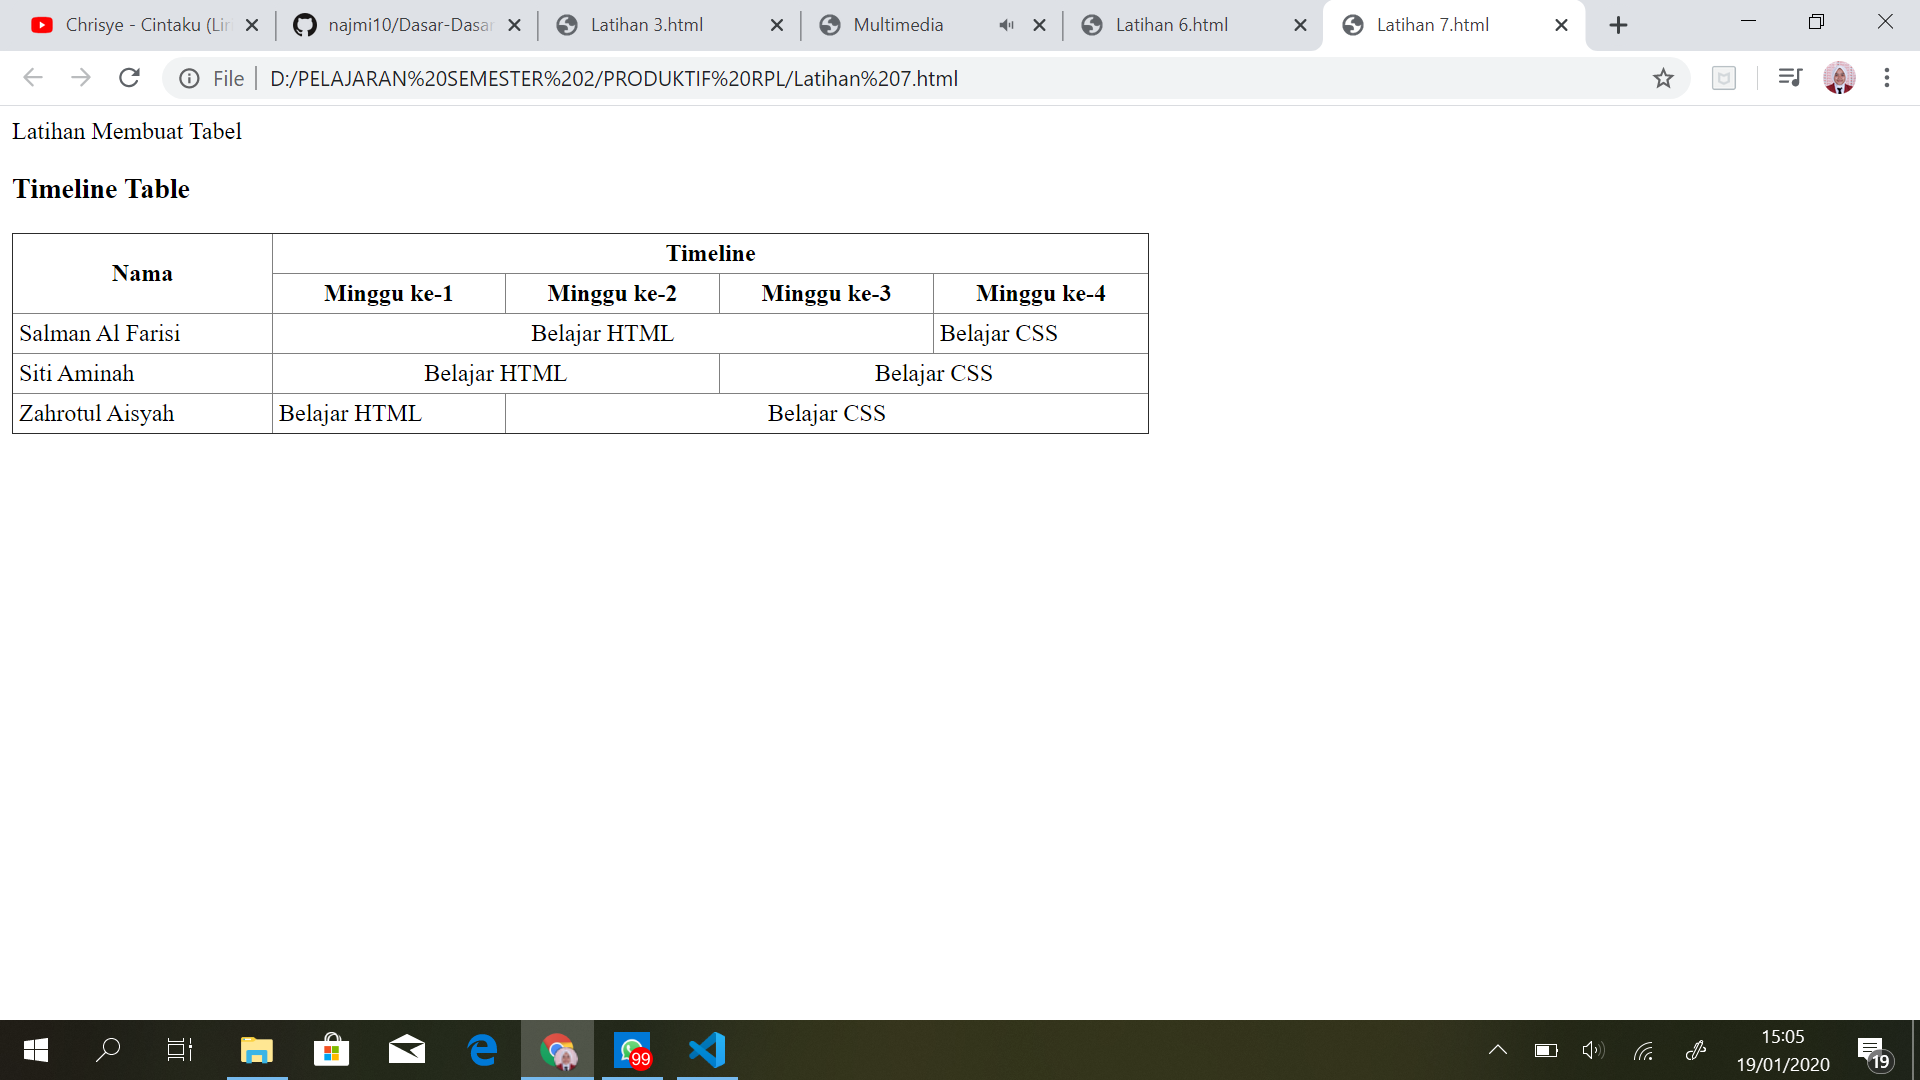 Chrisye - Cintaku (Liri
najmi10/Dasar-Dasar
Latihan 3.html
Multimedia
Latihan 6.html
Latihan 7.html
File
D:/PELAJARAN%20SEMESTER%202/PRODUKTIF%20RPL/Latihan%207.html
Latihan Membuat Tabel
Timeline Table
Nama
Timeline
Minggu ke-1 Minggu ke-2 Minggu ke-3 Minggu ke-4
Salman Al Farisi Belajar HTML Belajar CSS
Siti Aminah Belajar HTML Belajar CSS
Zahrotul Aisyah Belajar HTML Belajar CSS
99
15:05
19/01/2020
19